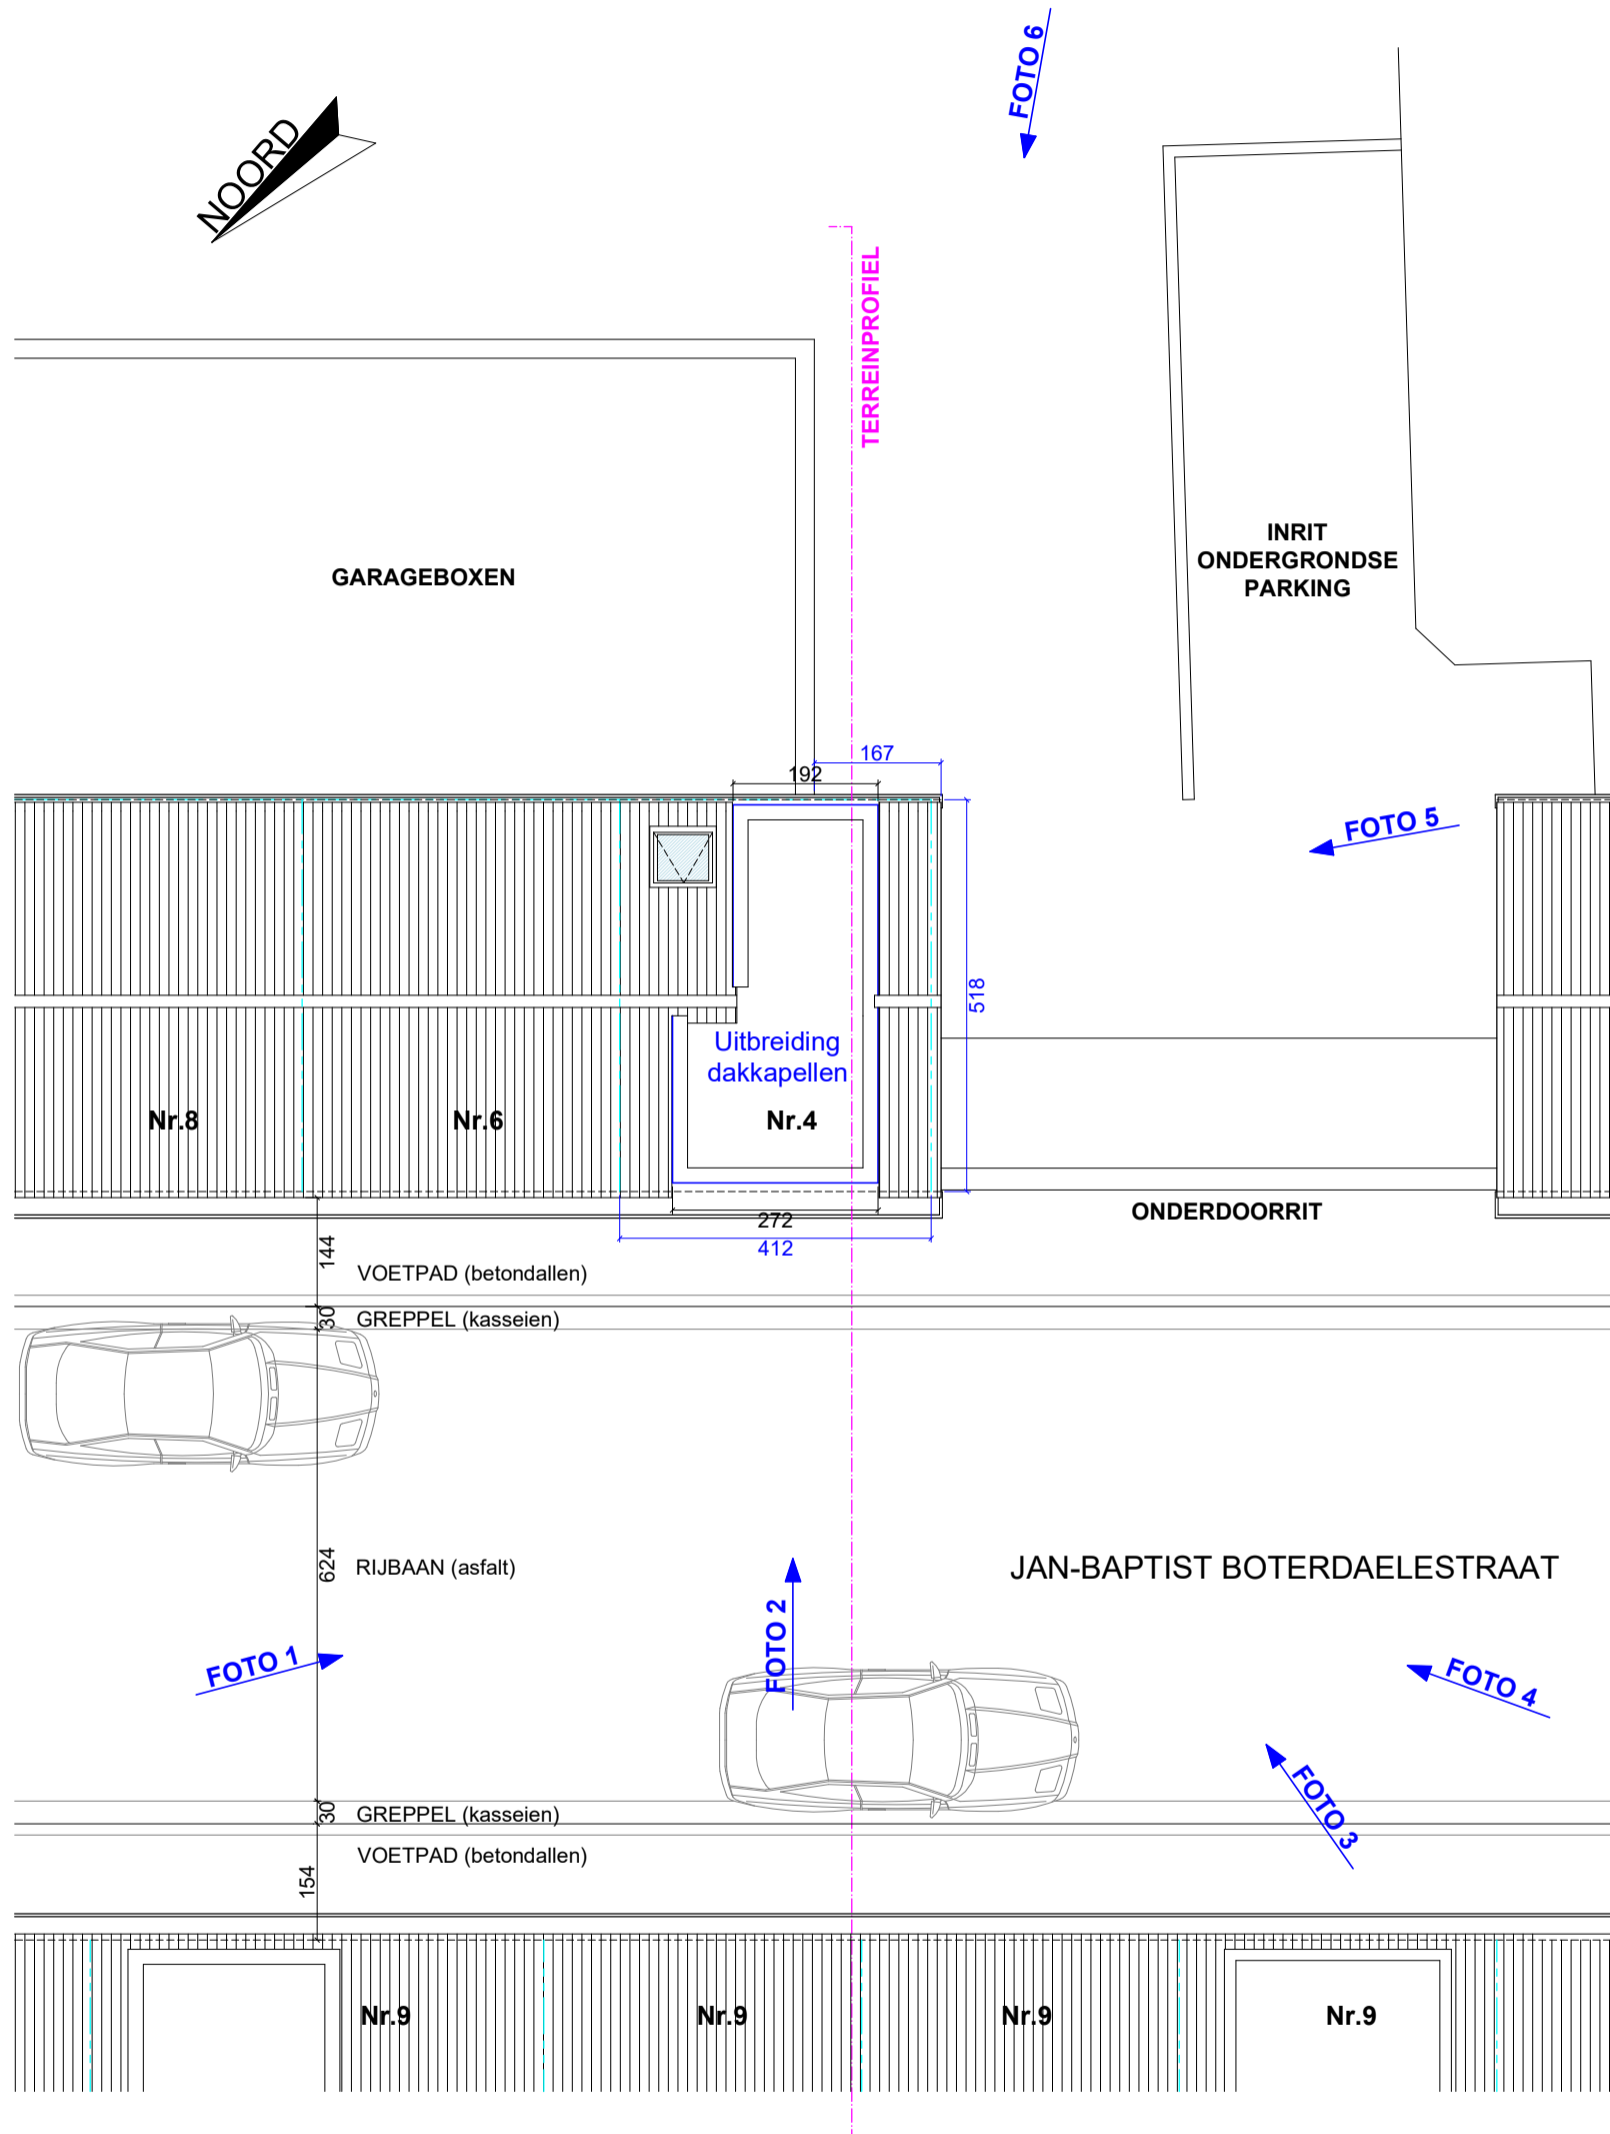 FOTO 6
NOORD
TERREINPROFIEL
INRIT
ONDERGRONDSE
PARKING
GARAGEBOXEN
167
192
FOTO 5
518
Uitbreiding
dakkapellen
Nr.8
Nr.6
Nr.4
ONDERDOORRIT
272
412
144
VOETPAD (betondallen)
30
GREPPEL (kasseien)
624
RIJBAAN (asfalt)
JAN-BAPTIST BOTERDAELESTRAAT
FOTO 1
FOTO 2
FOTO 4
FOTO 3
30
GREPPEL (kasseien)
VOETPAD (betondallen)
154
Nr.9
Nr.9
Nr.9
Nr.9